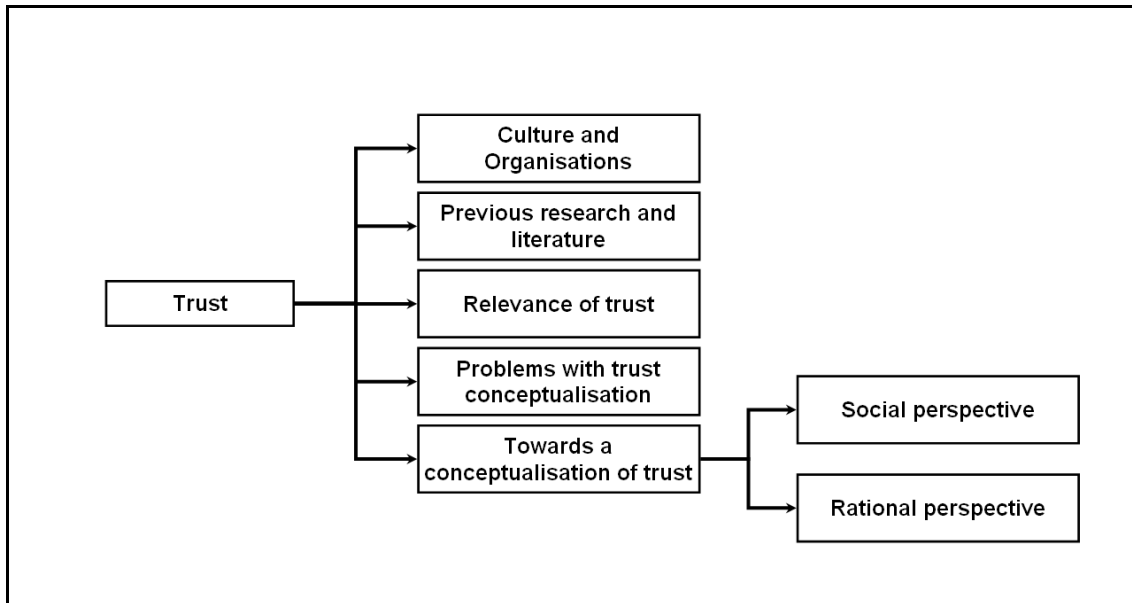 Culture and
Organisations
Previous research and
literature
Trust
Relevance of trust
Problems with trust
conceptualisation
Social perspective
Towards a
conceptualisation of trust
Rational perspective